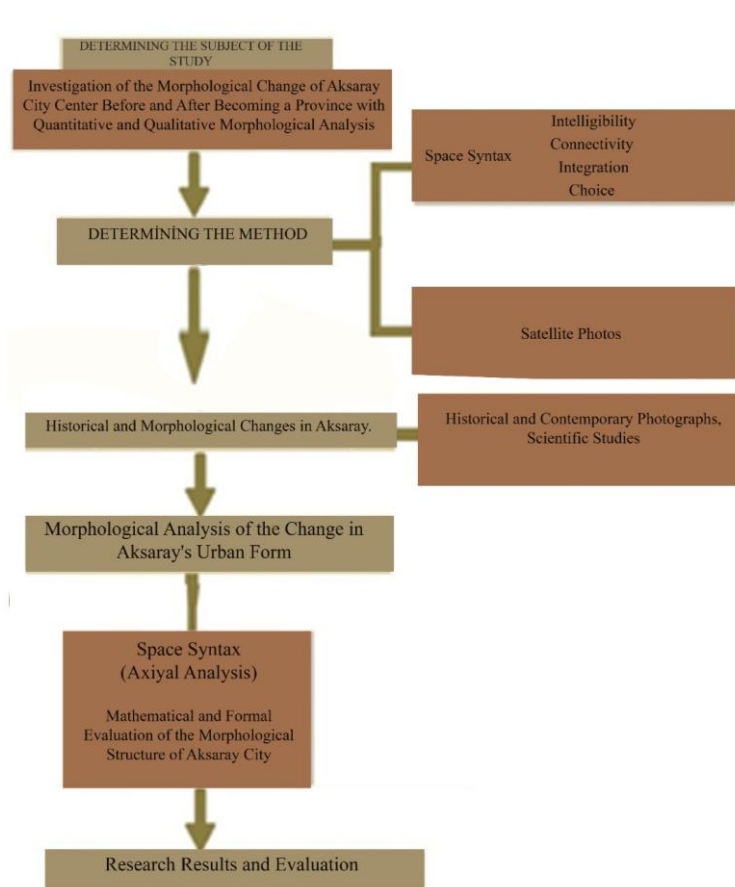 DETERMINING THE SUBJECT OF THE
STUDY
Investigation of the Morphological Change of Aksaray
City Center Before and After Becoming a Province with
Quantitative and Qualitative Morphological Analysis
Space Syntax
Intelligibility
Connectivity
Integration
Choice
DETERMİNİNG THE METHOD
Satellite Photos
Historical and Morphological Changes in Aksaray.
Historical and Contemporary Photographs,
Scientific Studies
Morphological Analysis of the Change in
Aksaray's Urban Form
Space Syntax
(Axiyal Analysis)
Mathematical and Formal
Evaluation of the Morphological
Structure of Aksaray City
Research Results and Evaluation